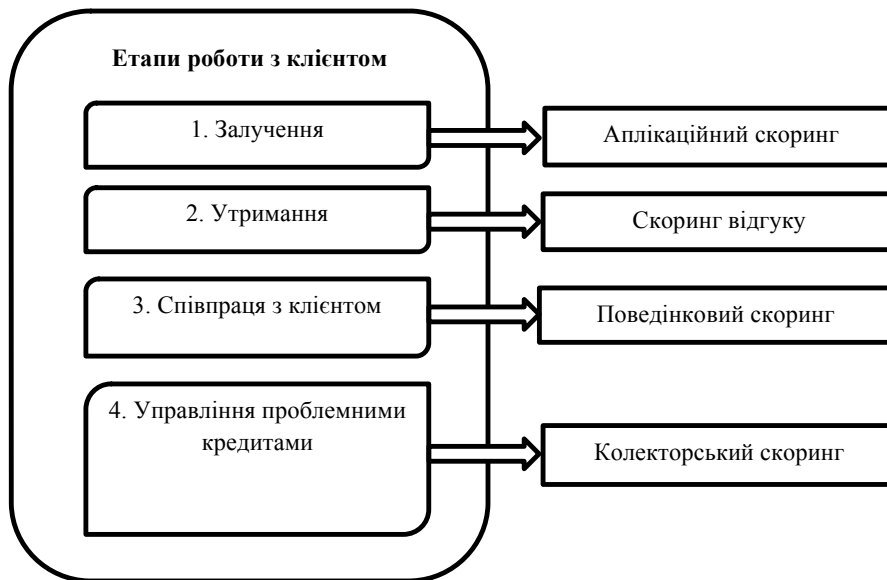 Етапи роботи з клієнтом
1. Залучення
Аплікаційний скоринг
2. Утримання
Скоринг відгуку
3. Співпраця з клієнтом
Поведінковий скоринг
4. Управління проблемними
кредитами
Колекторський скоринг